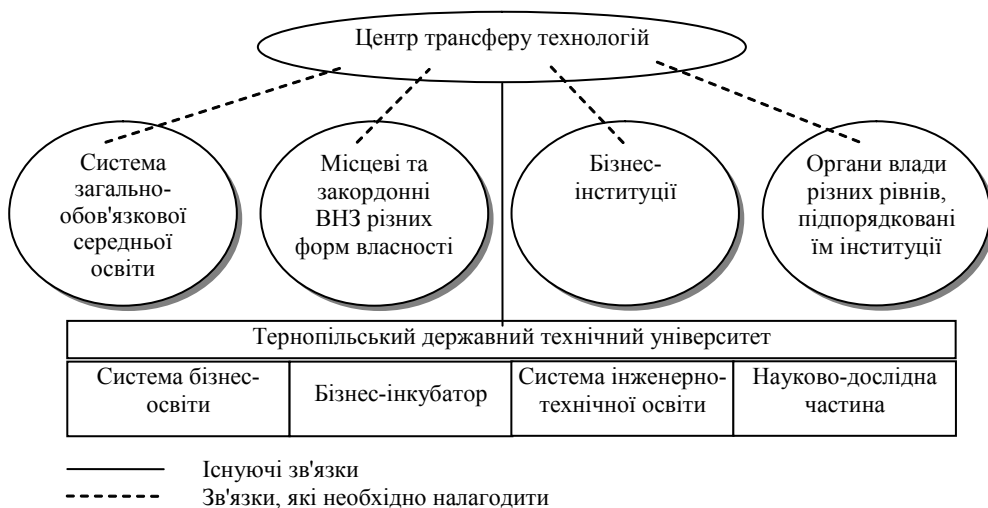 Центр трансферу технологій
Система
загально-
обов'язкової
середньої
освіти
Місцеві та
закордонні
ВНЗ різних
форм власності
Бізнес-
інституції
Органи влади
різних рівнів,
підпорядковані
їм інституції
Тернопільський державний технічний університет
Система бізнес-
освіти
Бізнес-інкубатор
Система інженерно-
технічної освіти
Науково-дослідна
частина
Існуючі зв'язки
Зв'язки, які необхідно налагодити